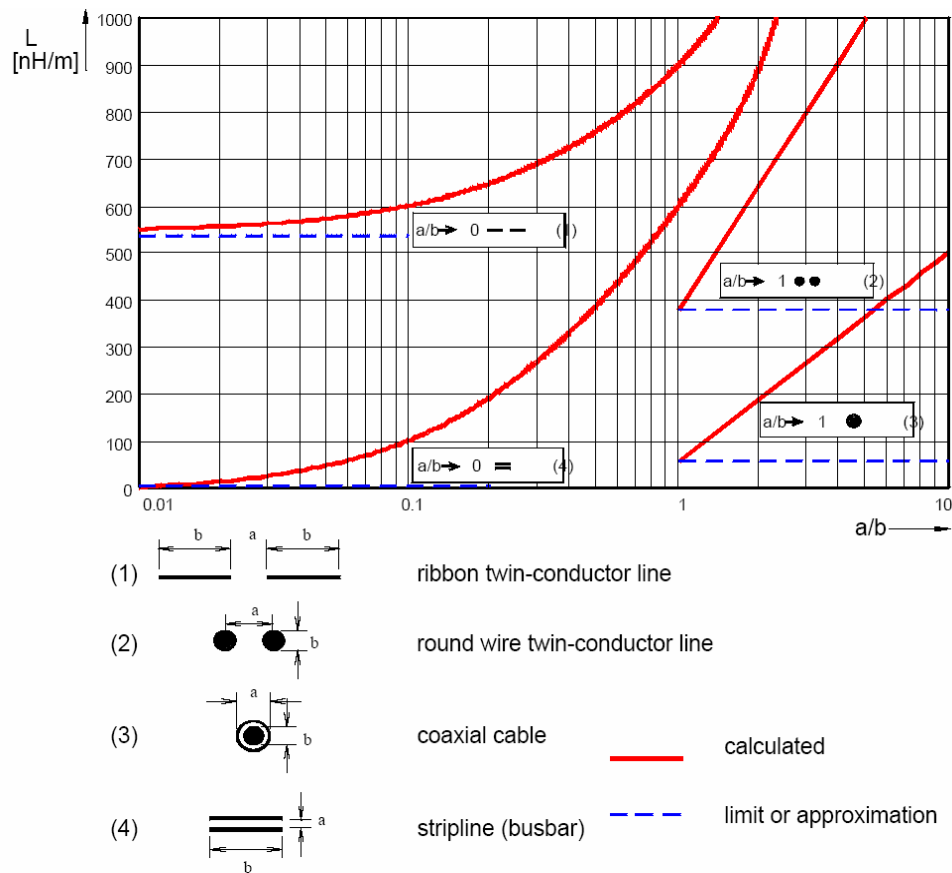 L
[nH/m]
1000
900
800
700
600
500
400
300
200
100
0
a/b 0 (1)
a/b 1 (2)
a/b 1 (3)
a/b 0 (4)
0.01 0.1 1 10
a/b
b a b
(1) ribbon twin-conductor line
a
(2) b round wire twin-conductor line
a
(3) b coaxial cable
calculated
(4) a stripline (busbar)
b
limit or approximation